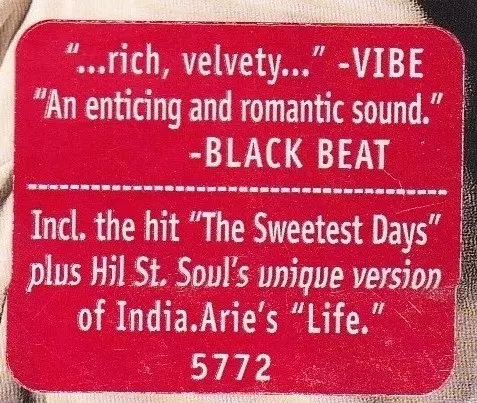 "...rich, velvety..." -VIBE
"An enticing and romantic sound."
-BLACK BEAT
Incl. the hit "The Sweetest Days"
plus Hil St. Soul's unique version
of India.Arie's "Life."
5772